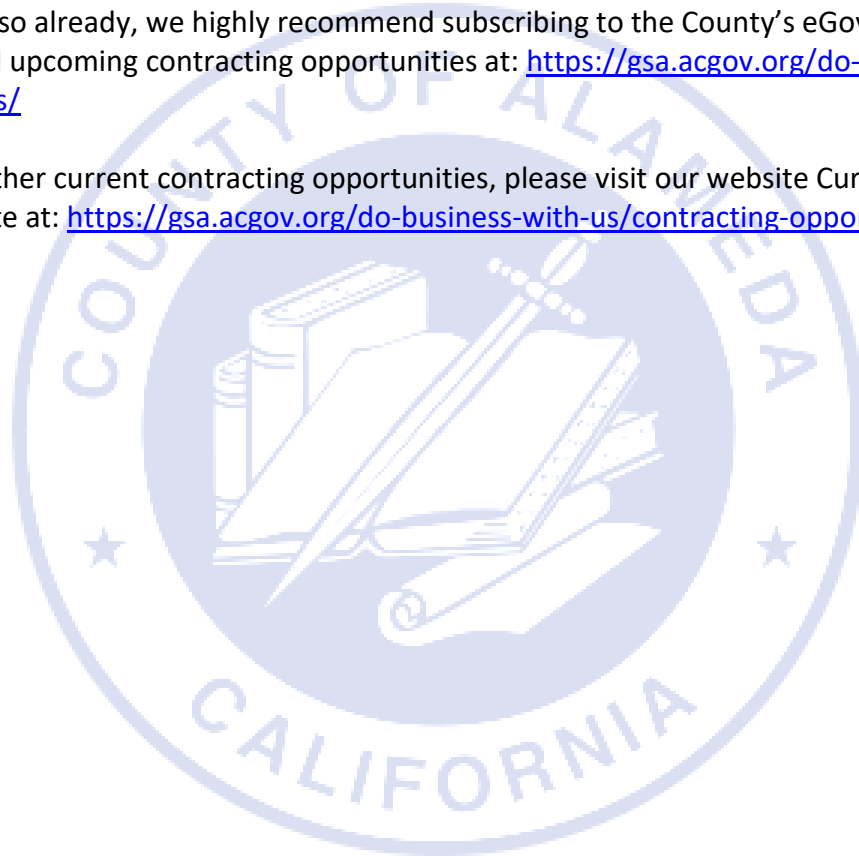 so already, we highly recommend subscribing to the County’s eGov
upcoming contracting opportunities at: https://gsa.acgov.org/do-
s/
ther current contracting opportunities, please visit our website Cur
te at: https://gsa.acgov.org/do-business-with-us/contracting-oppor
COUNTY OF ALAMEDA
CALIFORNIA